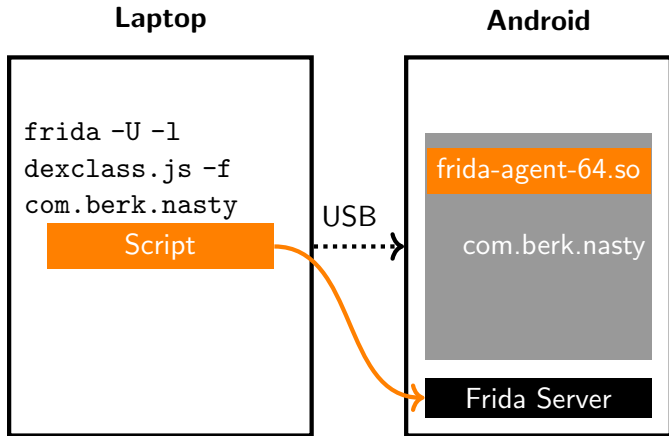 Laptop
Android
frida -U -l
dexclass.js -f
com.berk.nasty
Script
USB
frida-agent-64.so
com.berk.nasty
Frida Server